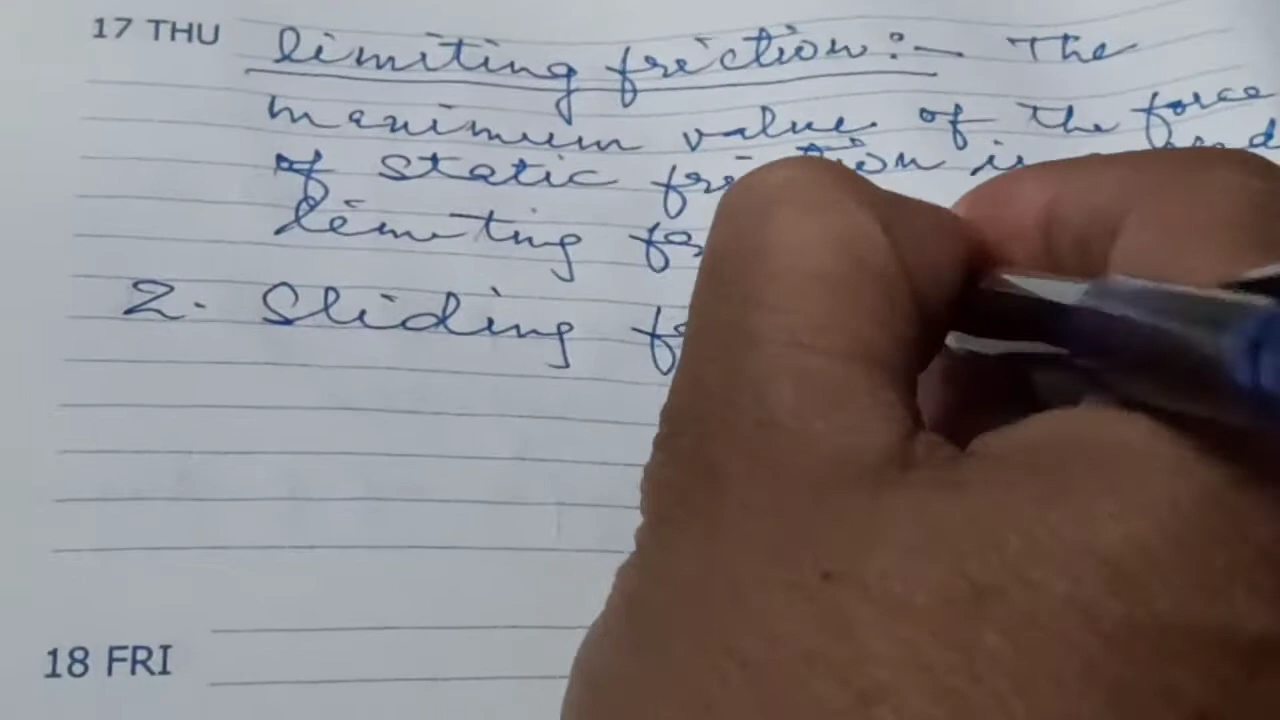 17 THU limiting friction :— The
maximum value of the force
of static friction is
limiting
2. Sliding
18 FRI